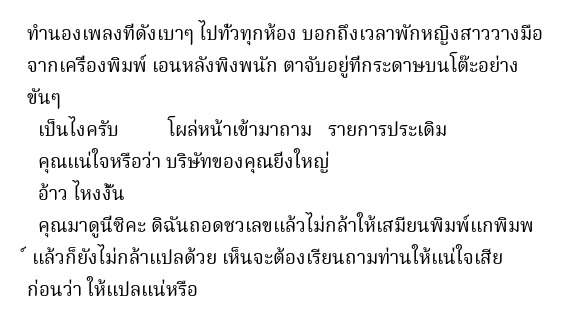 ทำนองเพลงที่ดังเบาๆ ไปทั่วทุกห้อง บอกถึงเวลาพักหญิงสาววางมือ
จากเครื่องพิมพ์ เอนหลังพิงพนัก ตาจับอยู่ที่กระดาษบนโต๊ะอย่าง
ขันๆ
เป็นไงครับ โผล่หน้าเข้ามาถาม รายการประเดิม
คุณแน่ใจหรือว่า บริษัทของคุณยิ่งใหญ่
อ้าว ไหงงั้น
คุณมาดูนี่ซิคะ ดิฉันถอดชวเลขแล้วไม่กล้าให้เสมียนพิมพ์แกพิมพ
์ แล้วก็ยังไม่กล้าแปลด้วย เห็นจะต้องเรียนถามท่านให้แน่ใจเสีย
ก่อนว่า ให้แปลแน่หรือ